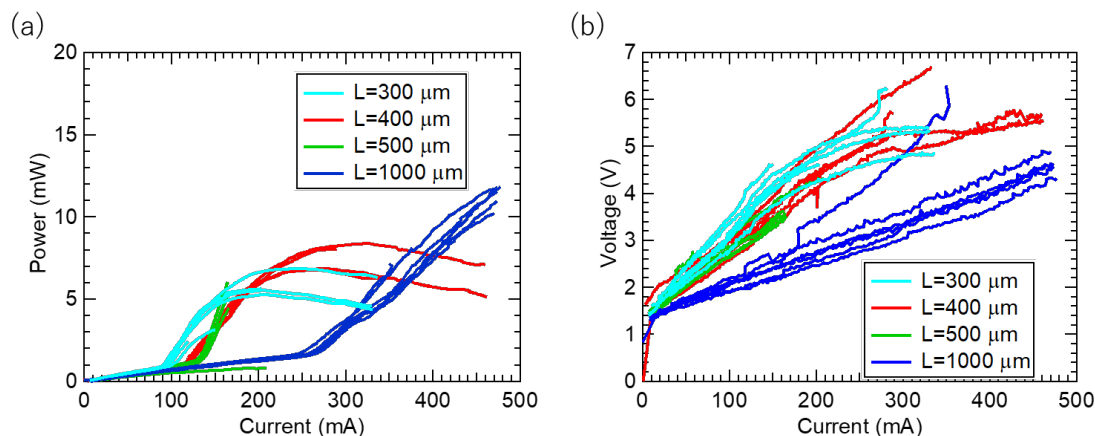 (a)
20
15
10
5
0
Power (mW)
0 100 200 300 400 500
Current (mA)
L=300 μm
L=400 μm
L=500 μm
L=1000 μm
(b)
7
6
5
4
3
2
1
0
Voltage (V)
0 100 200 300 400 500
Current (mA)
L=300 μm
L=400 μm
L=500 μm
L=1000 μm